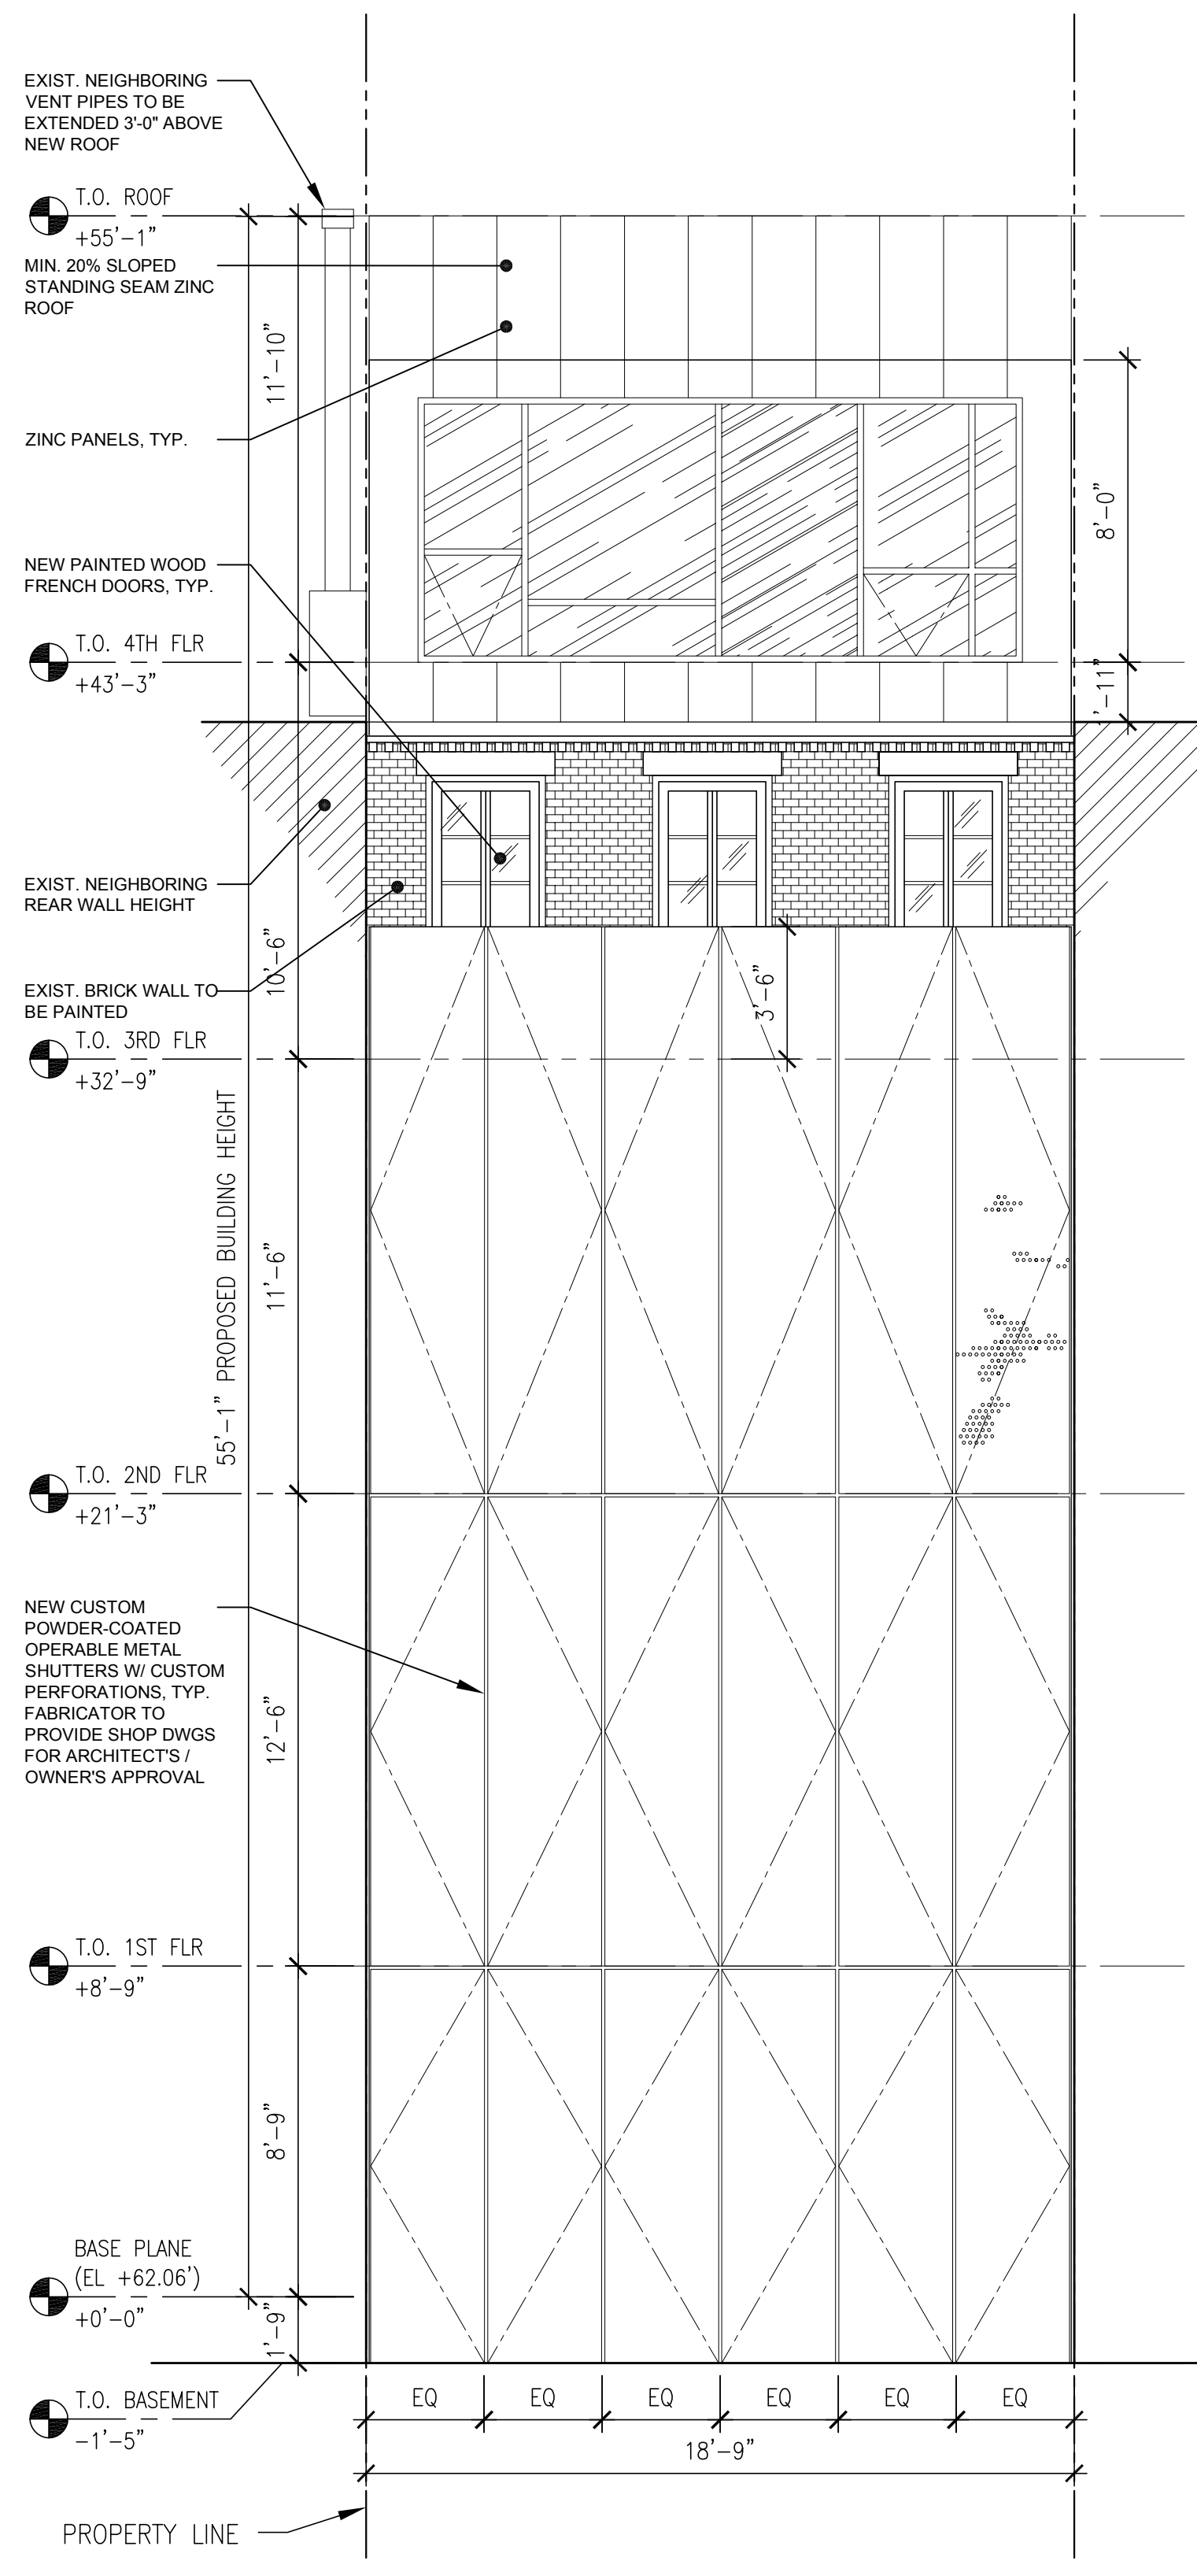 EXIST. NEIGHBORING
VENT PIPES TO BE
EXTENDED 3'-0" ABOVE
NEW ROOF
T.O. ROOF
+55'-1"
MIN. 20% SLOPED
STANDING SEAM ZINC
ROOF
11'-10"
ZINC PANELS, TYP.
8'-0"
NEW PAINTED WOOD
FRENCH DOORS, TYP.
T.O. 4TH FLR
+43'-3"
'-11"
EXIST. NEIGHBORING
REAR WALL HEIGHT
10'-6"
3'-6"
EXIST. BRICK WALL TO
BE PAINTED
T.O. 3RD FLR
+32'-9"
55'-1" PROPOSED BUILDING HEIGHT
11'-6"
T.O. 2ND FLR
+21'-3"
NEW CUSTOM
POWDER-COATED
OPERABLE METAL
SHUTTERS W/ CUSTOM
PERFORATIONS, TYP.
FABRICATOR TO
PROVIDE SHOP DWGS
FOR ARCHITECT'S /
OWNER'S APPROVAL
12'-6"
T.O. 1ST FLR
+8'-9"
8'-9"
BASE PLANE
(EL +62.06')
+0'-0"
1'-9"
T.O. BASEMENT
-1'-5"
EQ EQ EQ EQ EQ EQ
18'-9"
PROPERTY LINE